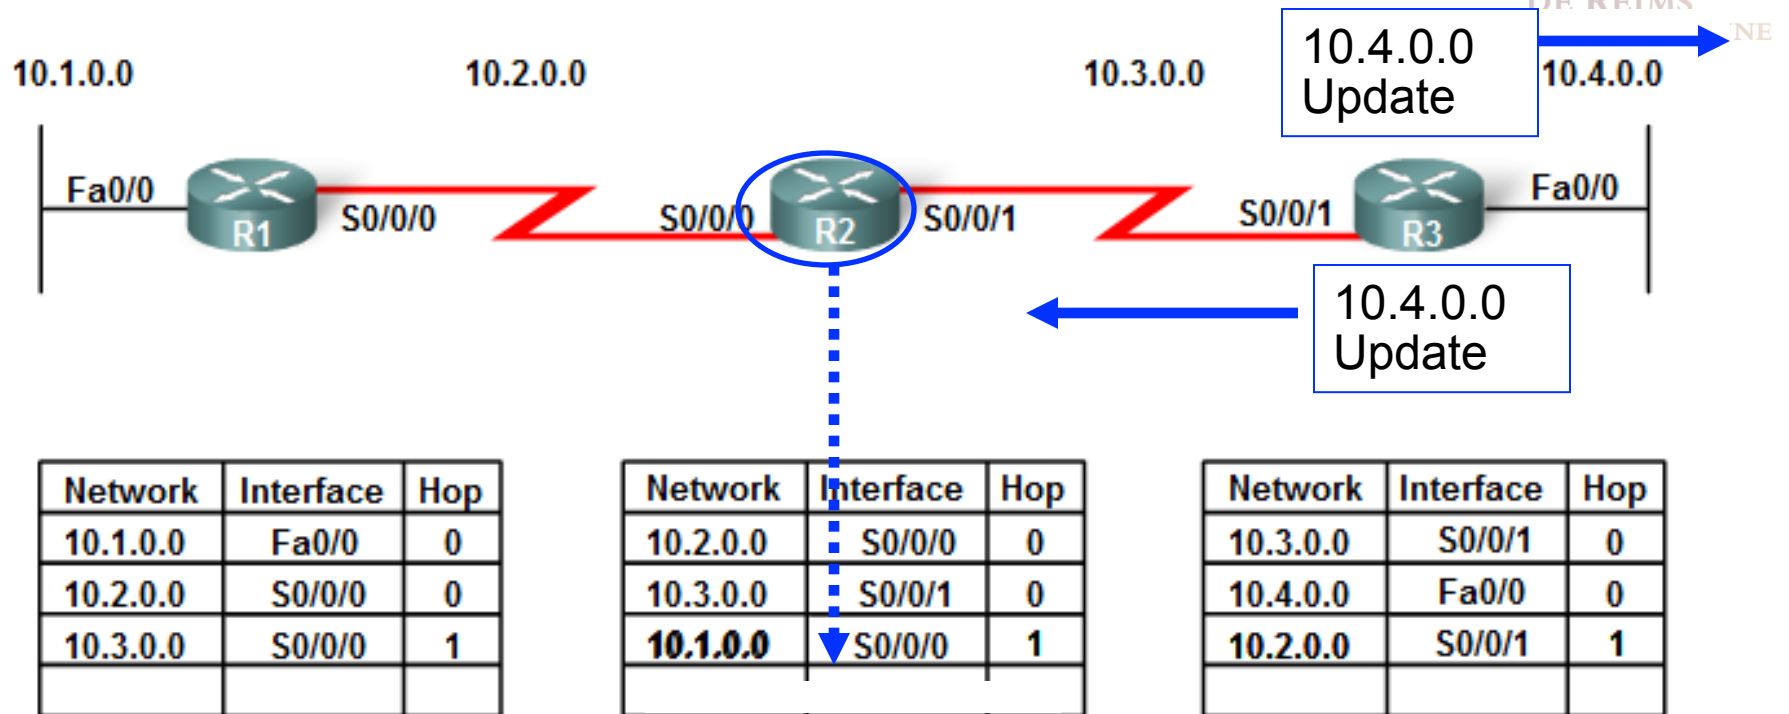 DE REIMS
NE
10.4.0.0
Update
10.1.0.0
10.2.0.0
10.3.0.0
10.4.0.0
Fa0/0
R1
S0/0/0
S0/0/0
R2
S0/0/1
S0/0/1
R3
Fa0/0
10.4.0.0
Update
Network Interface Hop
10.1.0.0 Fa0/0 0
10.2.0.0 S0/0/0 0
10.3.0.0 S0/0/0 1
Network Interface Hop
10.2.0.0 S0/0/0 0
10.3.0.0 S0/0/1 0
10.1.0.0 S0/0/0 1
Network Interface Hop
10.3.0.0 S0/0/1 0
10.4.0.0 Fa0/0 0
10.2.0.0 S0/0/1 1